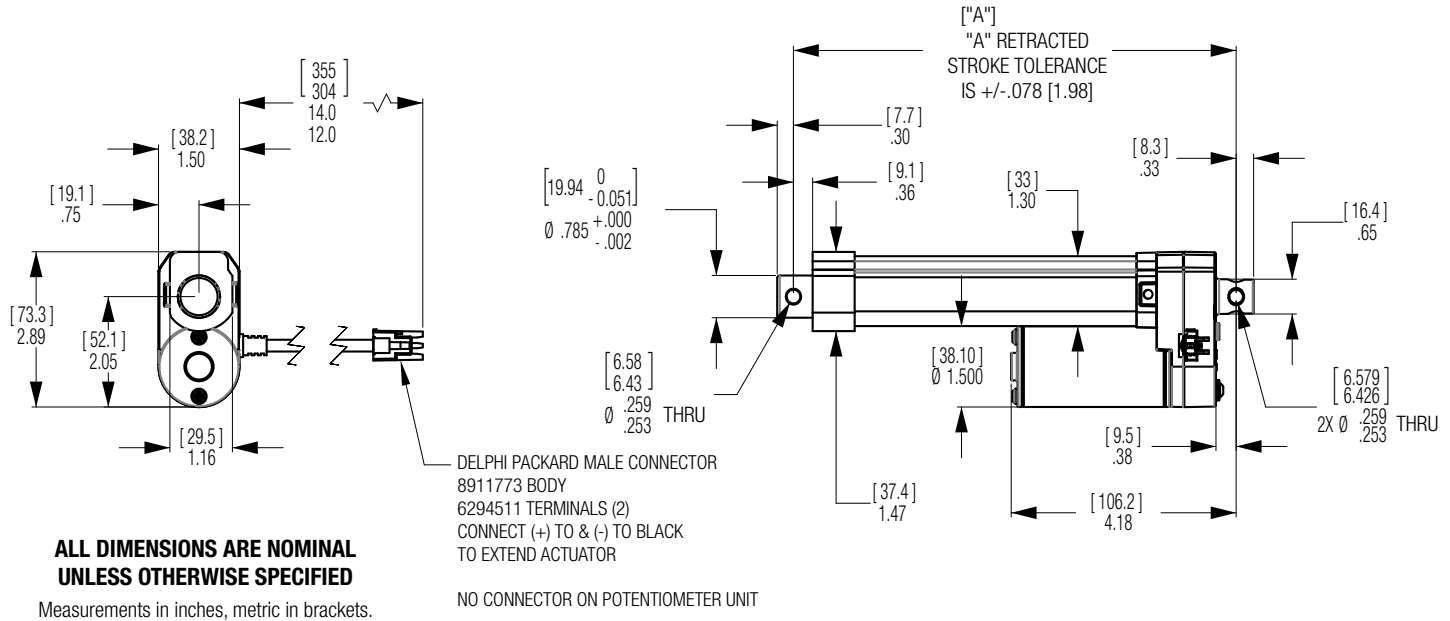 ["A"]
"A" RETRACTED
STROKE TOLERANCE
IS +/-.078 [1.98]
[ 355
304 ]
14.0
12.0
[ 38.2 ]
1.50
[ 19.1 ]
.75
[ 73.3 ]
2.89
[ 52.1 ]
2.05
[ 29.5 ]
1.16
[ 7.7 ]
.30
[ 9.1 ]
.36
[ 19.94 0
- 0.051 ]
Ø .785 +.000
- .002
[ 33 ]
1.30
[ 8.3 ]
.33
[ 16.4 ]
.65
[ 6.58
6.43 ]
Ø .259
.253 THRU
[ 38.10 ]
Ø 1.500
[ 37.4 ]
1.47
[ 9.5 ]
.38
[ 106.2 ]
4.18
[ 6.579
6.426 ]
2X Ø .259
.253 THRU
DELPHI PACKARD MALE CONNECTOR
8911773 BODY
6294511 TERMINALS (2)
CONNECT (+) TO & (-) TO BLACK
TO EXTEND ACTUATOR
NO CONNECTOR ON POTENTIOMETER UNIT
ALL DIMENSIONS ARE NOMINAL
UNLESS OTHERWISE SPECIFIED
Measurements in inches, metric in brackets.